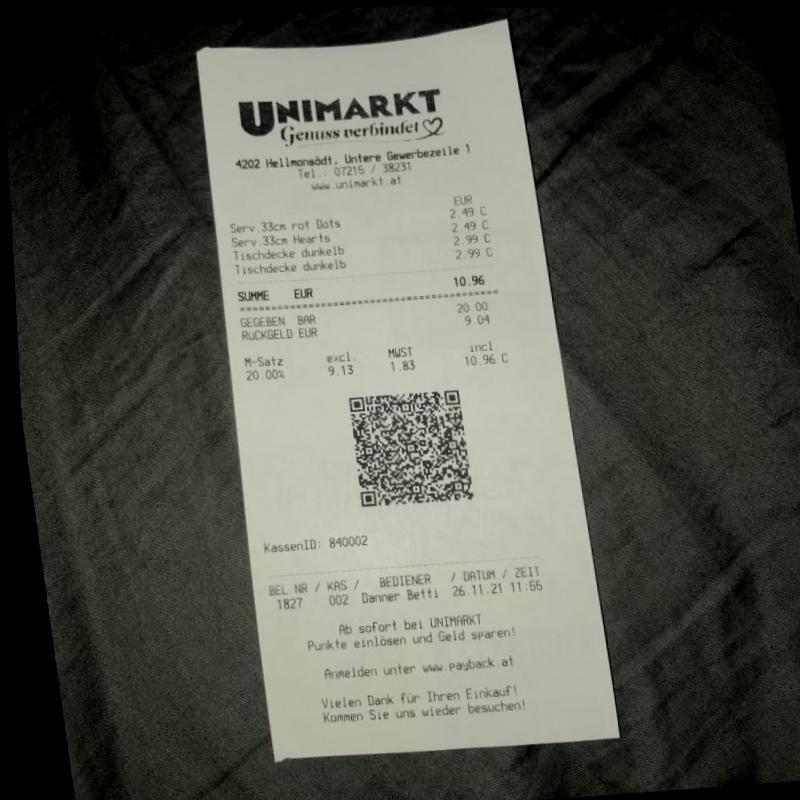 UNIMARKT
Genuss verbindet
4202 Hellmonsödt, Untere Gewerbezeile 1
Tel.: 07215 / 38231
www.unimarkt.at
EUR
Serv.33cm rot Dots 2.49 C
Serv.33cm Hearts 2.49 C
Tischdecke dunkelb 2.99 C
Tischdecke dunkelb 2.99 C
SUMME EUR 10.96
GEGEBEN BAR 20.00
RÜCKGELD EUR 9.04
M-Satz excl. MWST incl.
20.00% 9.13 1.83 10.96 C
KassenID: 840002
BEL NR / KAS / BEDIENER / DATUM / ZEIT
1827 002 Danner Betti 26.11.21 11:55
Ab sofort bei UNIMARKT
Punkte einlösen und Geld sparen!
Anmelden unter www.payback.at
Vielen Dank für Ihren Einkauf!
Kommen Sie uns wieder besuchen!